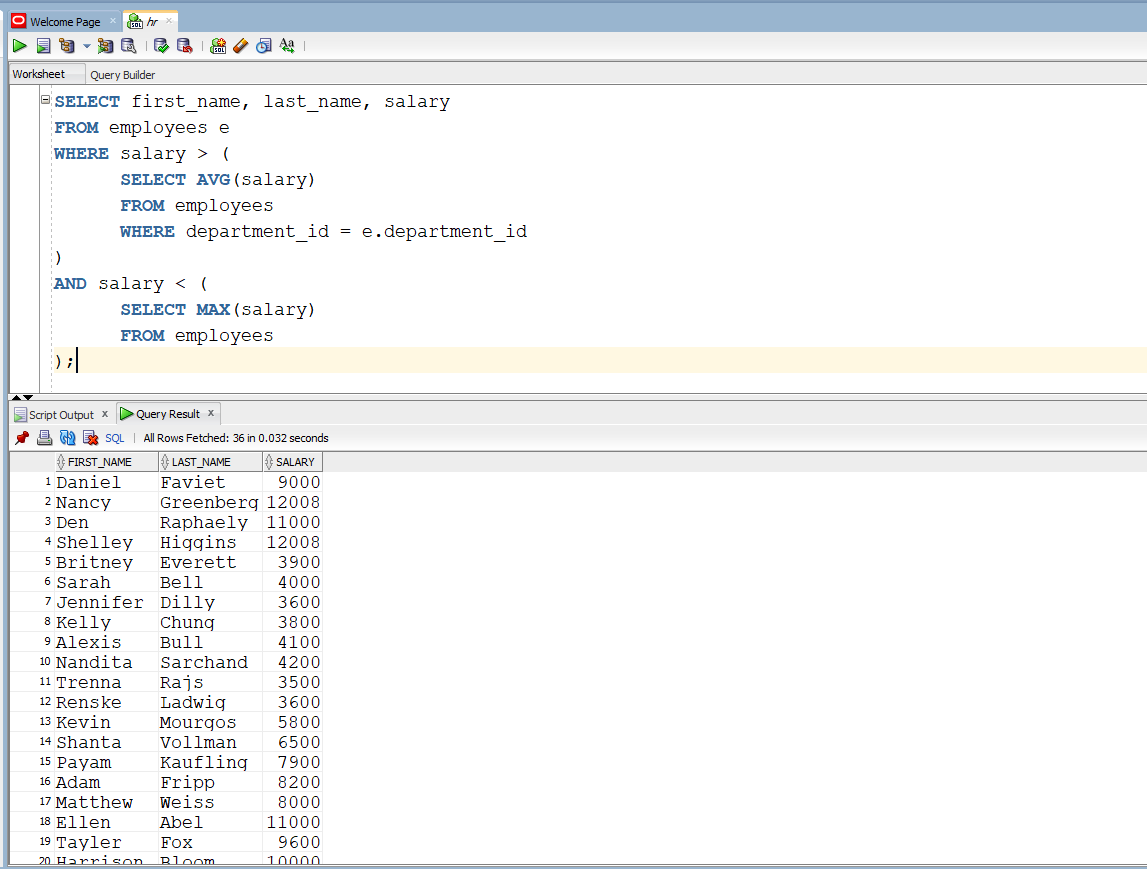 Welcome Page hr
Worksheet Query Builder
SELECT first_name, last_name, salary
FROM employees e
WHERE salary > (
SELECT AVG(salary)
FROM employees
WHERE department_id = e.department_id
)
AND salary < (
SELECT MAX(salary)
FROM employees
);
Script Output x Query Result x
SQL | All Rows Fetched: 36 in 0.032 seconds
FIRST_NAME LAST_NAME SALARY
1 Daniel Faviet 9000
2 Nancy Greenberg 12008
3 Den Raphaely 11000
4 Shelley Higgins 12008
5 Britney Everett 3900
6 Sarah Bell 4000
7 Jennifer Dilly 3600
8 Kelly Chung 3800
9 Alexis Bull 4100
10 Nandita Sarchand 4200
11 Trenna Rajs 3500
12 Renske Ladwig 3600
13 Kevin Mourgos 5800
14 Shanta Vollman 6500
15 Payam Kaufling 7900
16 Adam Fripp 8200
17 Matthew Weiss 8000
18 Ellen Abel 11000
19 Tayler Fox 9600
20 Harrison Bloom 10000